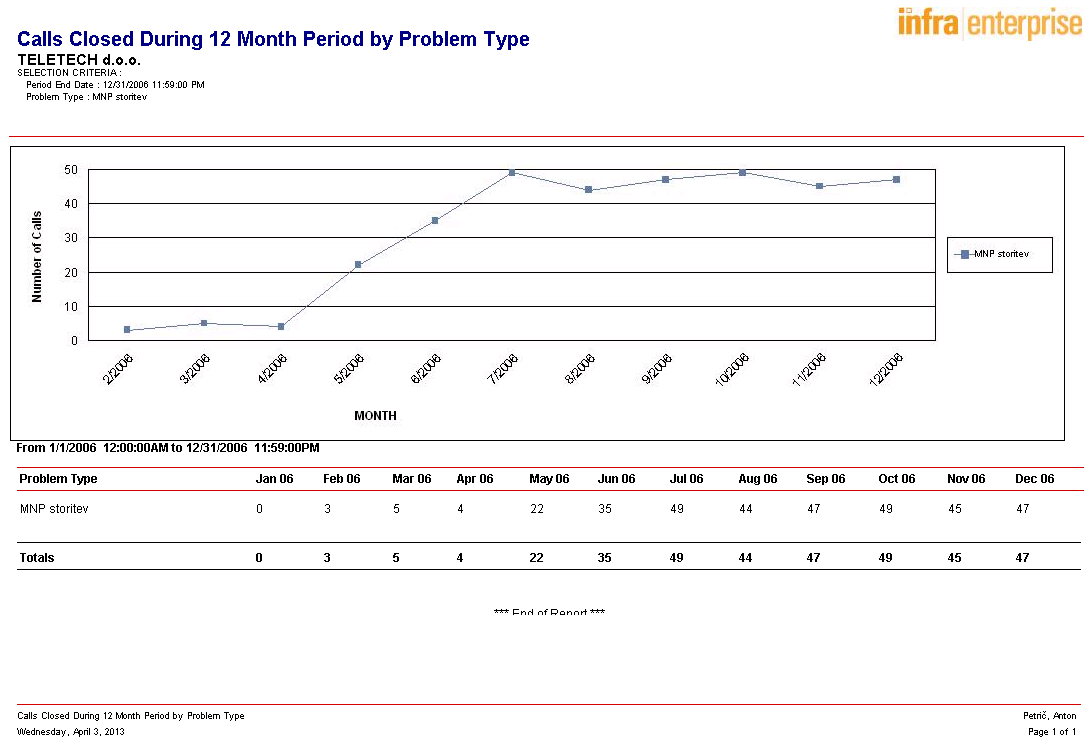 infra enterprise
Calls Closed During 12 Month Period by Problem Type
TELETECH d.o.o.
SELECTION CRITERIA :
Period End Date : 12/31/2006 11:59:00 PM
Problem Type : MNP storitev
50
40
30
20
10
0
Number of Calls
2/2006 3/2006 4/2006 5/2006 6/2006 7/2006 8/2006 9/2006 10/2006 11/2006 12/2006
MONTH
MNP storitev
From 1/1/2006 12:00:00AM to 12/31/2006 11:59:00PM
Problem Type Jan 06 Feb 06 Mar 06 Apr 06 May 06 Jun 06 Jul 06 Aug 06 Sep 06 Oct 06 Nov 06 Dec 06
MNP storitev 0 3 5 4 22 35 49 44 47 49 45 47
Totals 0 3 5 4 22 35 49 44 47 49 45 47
*** End of Report ***
Calls Closed During 12 Month Period by Problem Type Petrič, Anton
Wednesday, April 3, 2013 Page 1 of 1